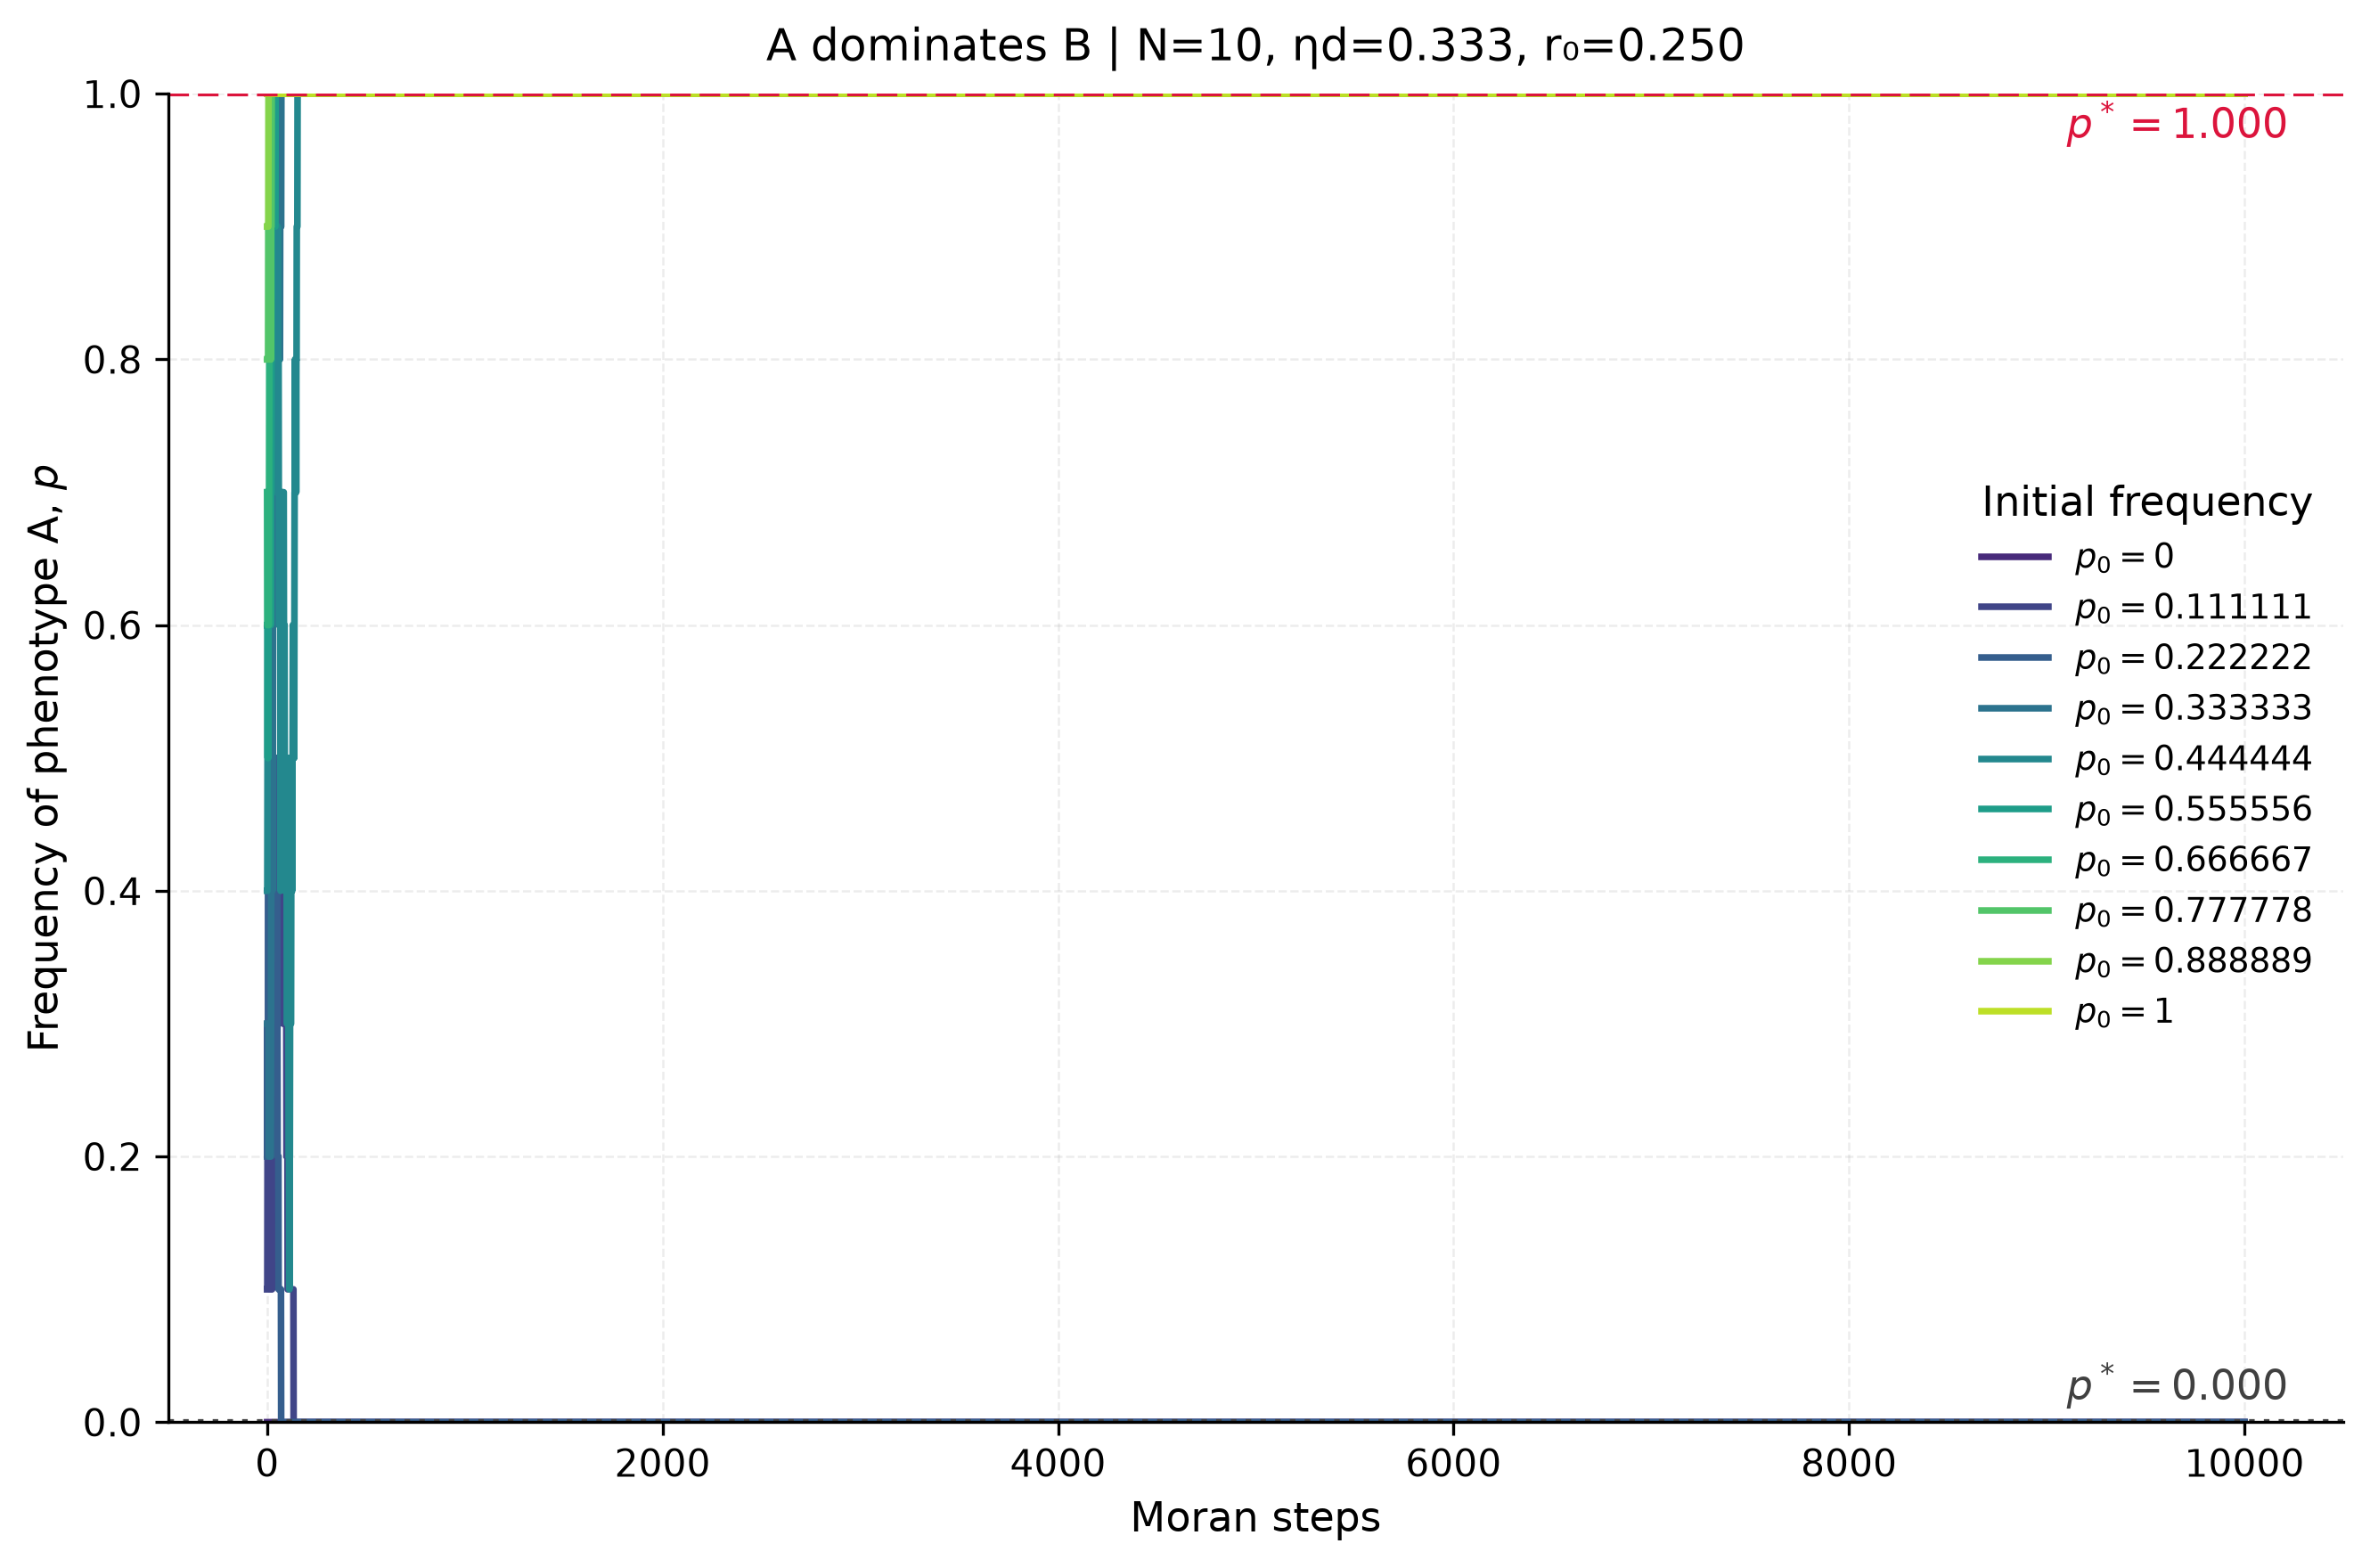 A dominates B | N=10, ηd=0.333, r₀=0.250
1.0
0.8
0.6
0.4
0.2
0.0
Frequency of phenotype A, p
p* = 1.000
Initial frequency
p₀ = 0
p₀ = 0.111111
p₀ = 0.222222
p₀ = 0.333333
p₀ = 0.444444
p₀ = 0.555556
p₀ = 0.666667
p₀ = 0.777778
p₀ = 0.888889
p₀ = 1
p* = 0.000
0 2000 4000 6000 8000 10000
Moran steps